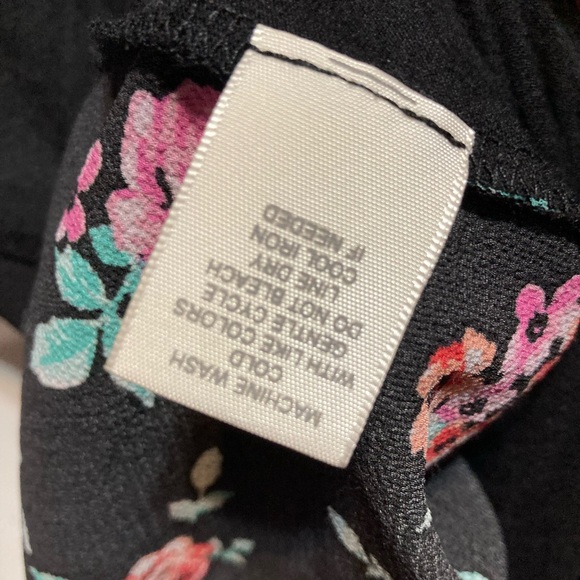 MACHINE WASH
COLD
WITH LIKE COLORS
GENTLE CYCLE
DO NOT BLEACH
LINE DRY
COOL IRON
IF NEEDED